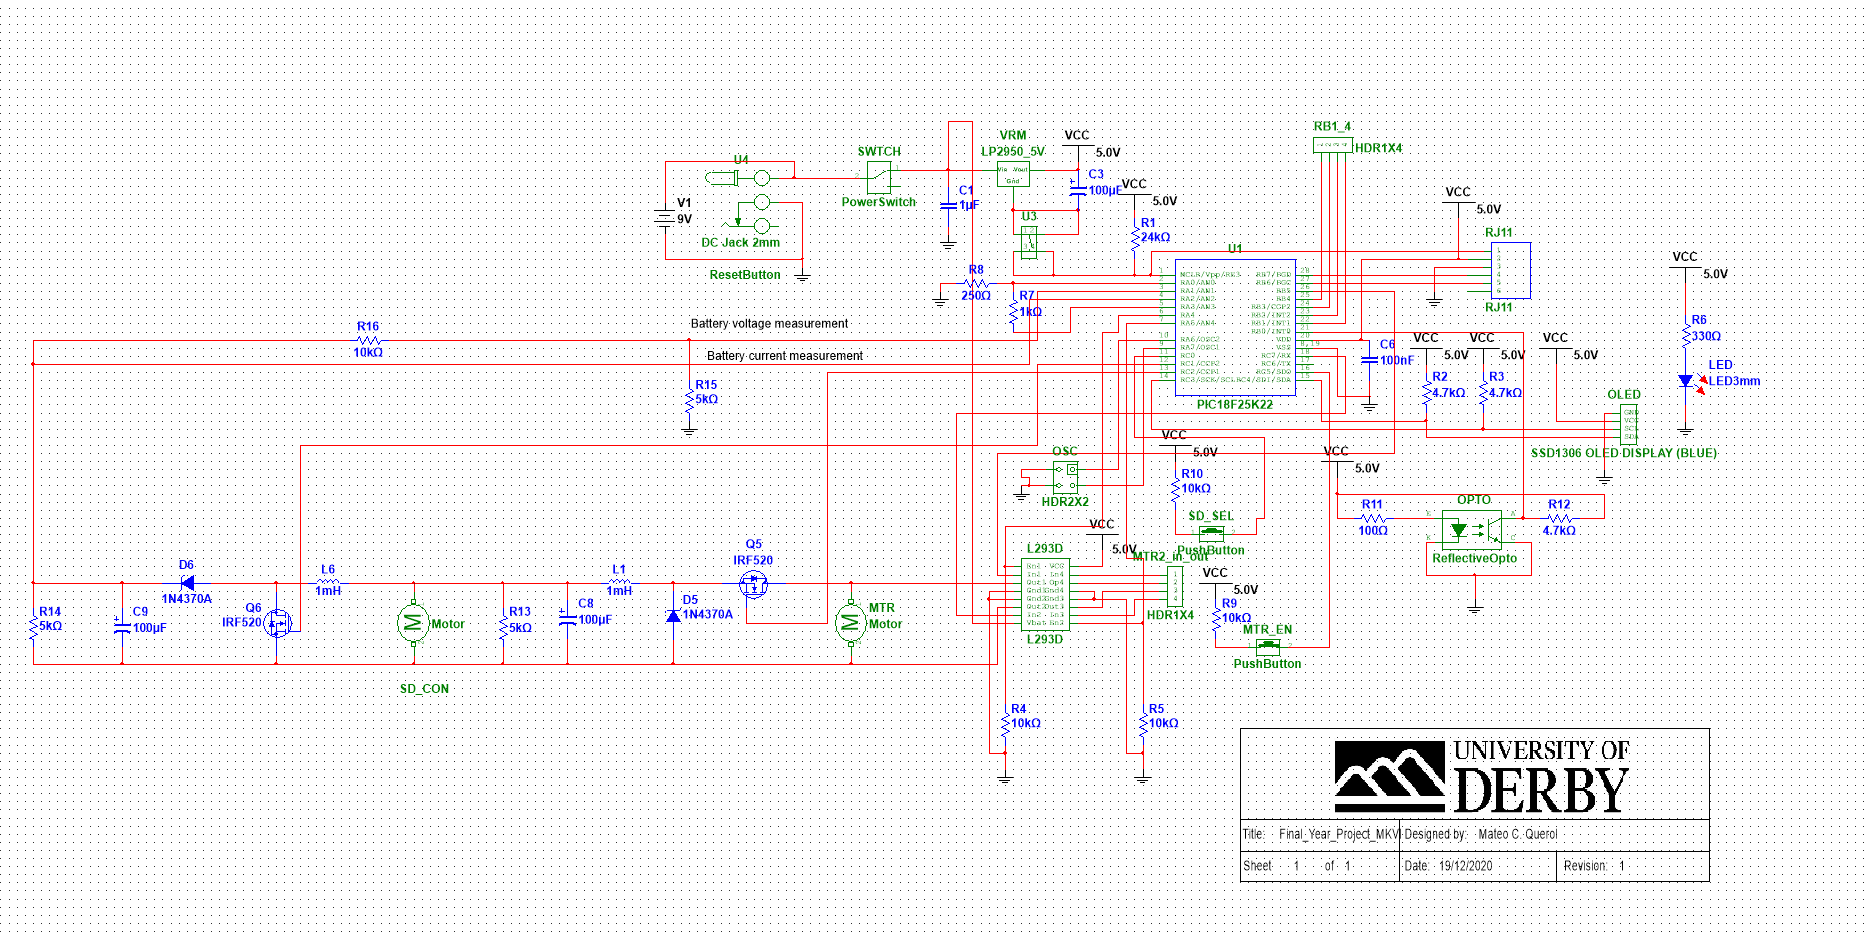 RB1_4
HDR1X4
VRM
LP2950_5V
VCC
5.0V
SWTCH
PowerSwitch
U4
V1
9V
DC Jack 2mm
ResetButton
C1
1µF
Vin Vout
Gnd
C3
100µF
VCC
5.0V
U3
R1
24kΩ
U1
VCC
5.0V
RJ11
RJ11
VCC
5.0V
R8
250Ω
R7
1kΩ
R6
330Ω
LED
LED3mm
PIC18F25K22
C6
100nF
VCC
5.0V
VCC
5.0V
VCC
5.0V
R2
4.7kΩ
R3
4.7kΩ
OLED
SSD1306 OLED DISPLAY (BLUE)
Battery voltage measurement
R16
10kΩ
Battery current measurement
R15
5kΩ
VCC
5.0V
R10
10kΩ
OSC
HDR2X2
SD_SEL
PushButton
VCC
5.0V
R11
100Ω
OPTO
ReflectiveOpto
R12
4.7kΩ
VCC
5.0V
L293D
L293D
MTR2_in_out
HDR1X4
VCC
5.0V
R9
10kΩ
MTR_EN
PushButton
Q5
IRF520
D6
1N4370A
L6
1mH
L1
1mH
D5
1N4370A
R14
5kΩ
C9
100µF
Q6
IRF520
M
Motor
R13
5kΩ
C8
100µF
M
MTR
Motor
SD_CON
R4
10kΩ
R5
10kΩ
UNIVERSITY OF
DERBY
Title: Final_Year_Project_MKV Designed by: Mateo C. Querol
Sheet 1 of 1 Date: 19/12/2020 Revision: 1